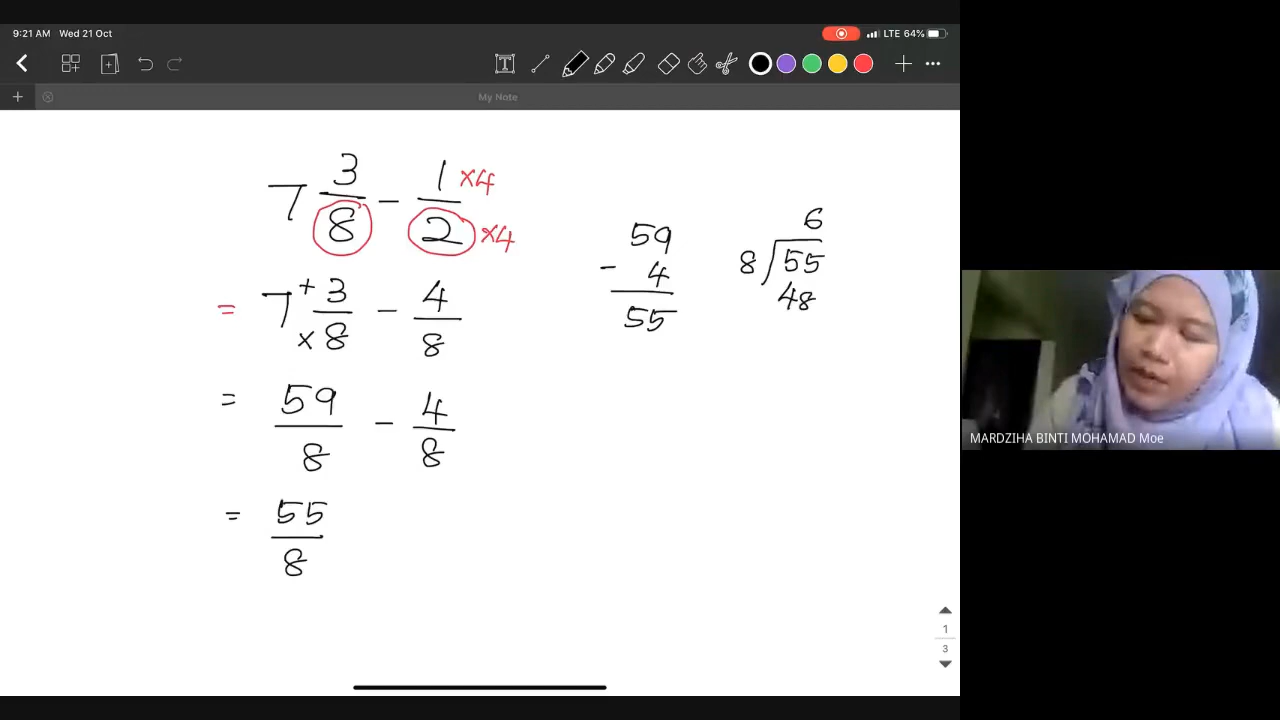 9:21 AM Wed 21 Oct
LTE 64%
T
My Note
7 3/8 - 1/2 ×4 ×4
= 7 + 3/8 × - 4/8
= 59/8 - 4/8
= 55/8
59
- 4
55
6
8 55
48
MARDZIHA BINTI MOHAMAD Moe
1
3